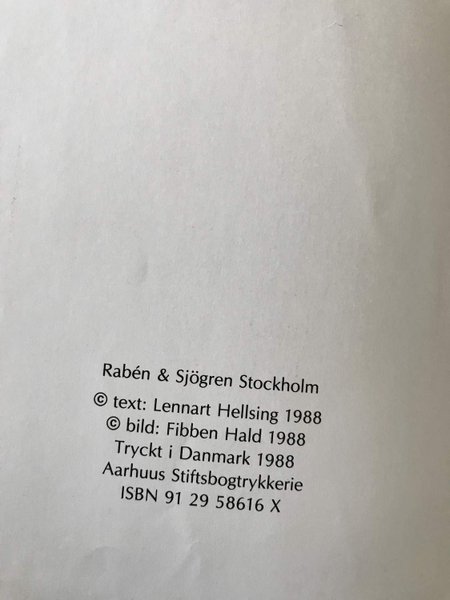 Rabén & Sjögren Stockholm
© text: Lennart Hellsing 1988
© bild: Fibben Hald 1988
Tryckt i Danmark 1988
Aarhuus Stiftsbogtrykkerie
ISBN 91 29 58616 X